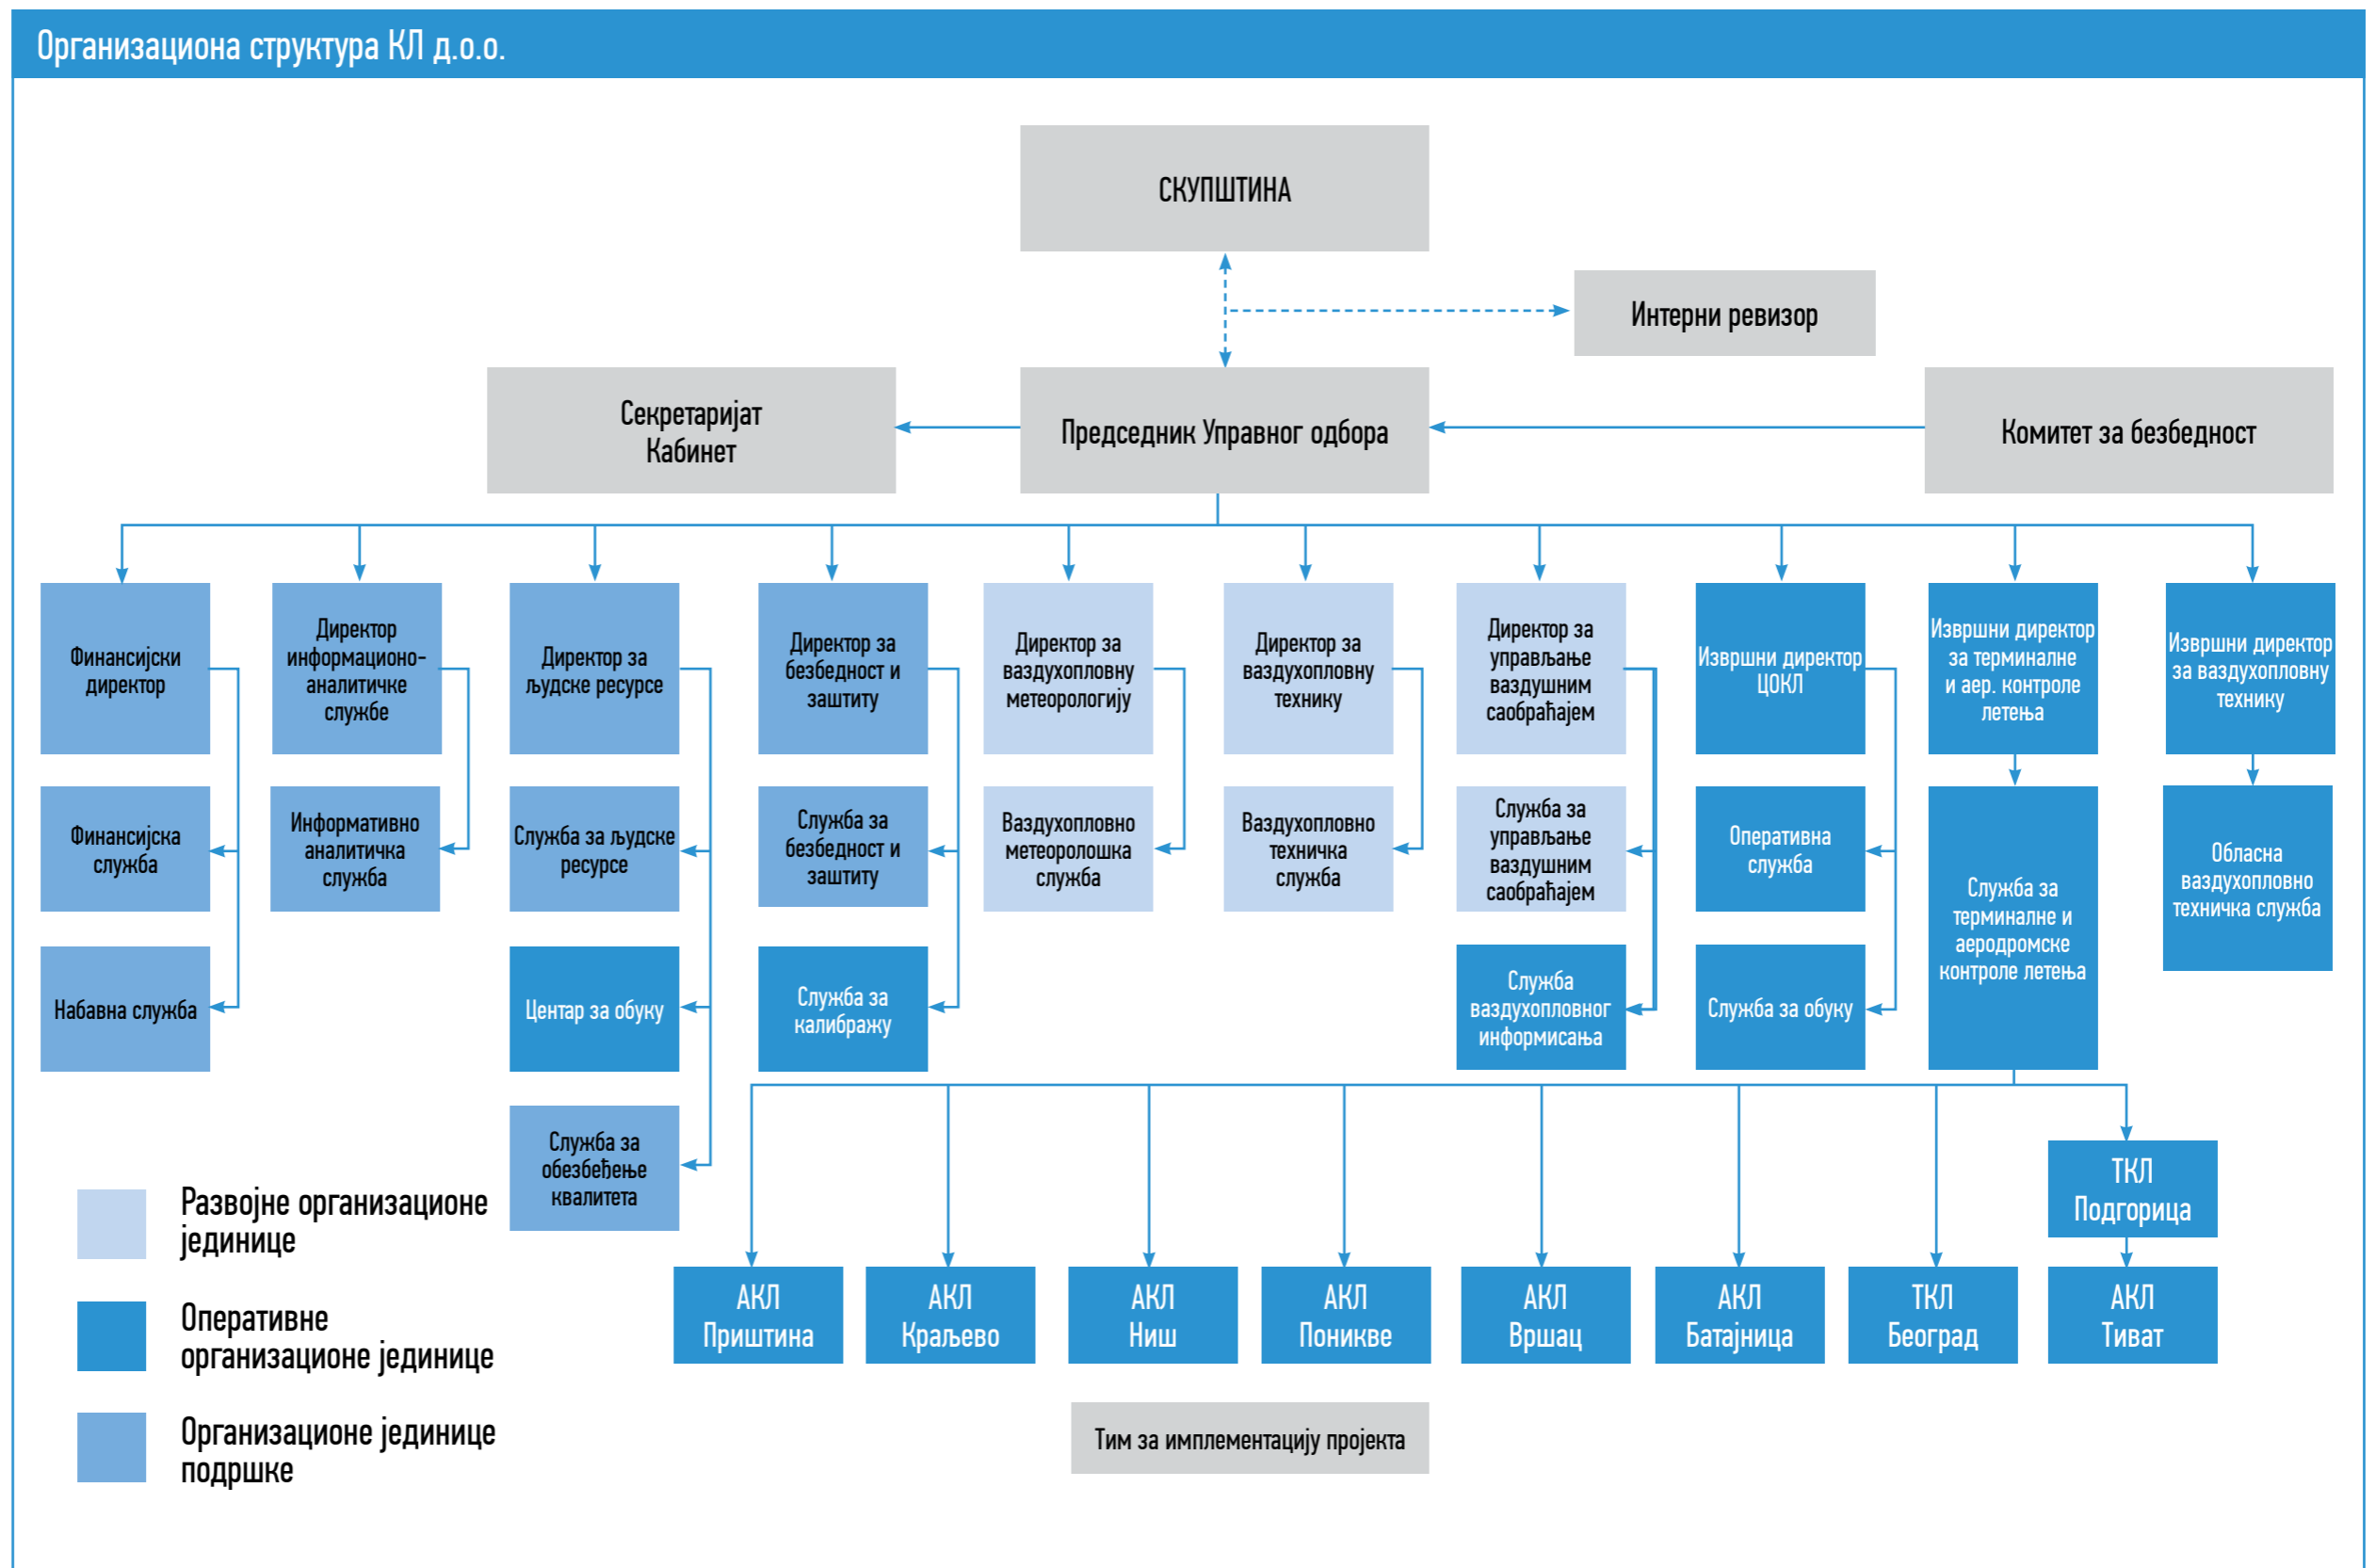 Организациона структура КЛ д.о.о.
СКУПШТИНА
Интерни ревизор
Секретаријат
Кабинет
Председник Управног одбора
Комитет за безбедност
Финансијски
директор
Директор
информационо-
аналитичке
службе
Директор за
људске ресурсе
Директор за
безбедност и
заштиту
Директор за
ваздухопловну
метеорологију
Директор за
ваздухопловну
технику
Директор за
управљање
ваздушним
саобраћајем
Извршни директор
ЦОКЛ
Извршни директор
за терминалне
и аер. контроле
летења
Извршни директор
за ваздухопловну
технику
Финансијска
служба
Информативно
аналитичка
служба
Служба за људске
ресурсе
Служба за
безбедност и
заштиту
Ваздухопловно
метеоролошка
служба
Ваздухопловно
техничка
служба
Служба за
управљање
ваздушним
саобраћајем
Оперативна
служба
Служба за
терминалне и
аеродромске
контроле летења
Обласна
ваздухопловно
техничка служба
Набавна служба
Центар за обуку
Служба за
калибражу
Служба
ваздухопловног
информисања
Служба за обуку
Служба за
обезбеђење
квалитета
ТКЛ
Подгорица
АКЛ
Приштина
АКЛ
Краљево
АКЛ
Ниш
АКЛ
Поникве
АКЛ
Вршац
АКЛ
Батајница
ТКЛ
Београд
АКЛ
Тиват
Развојне организационе
јединице
Оперативне
организационе јединице
Организационе јединице
подршке
Тим за имплементацију пројекта